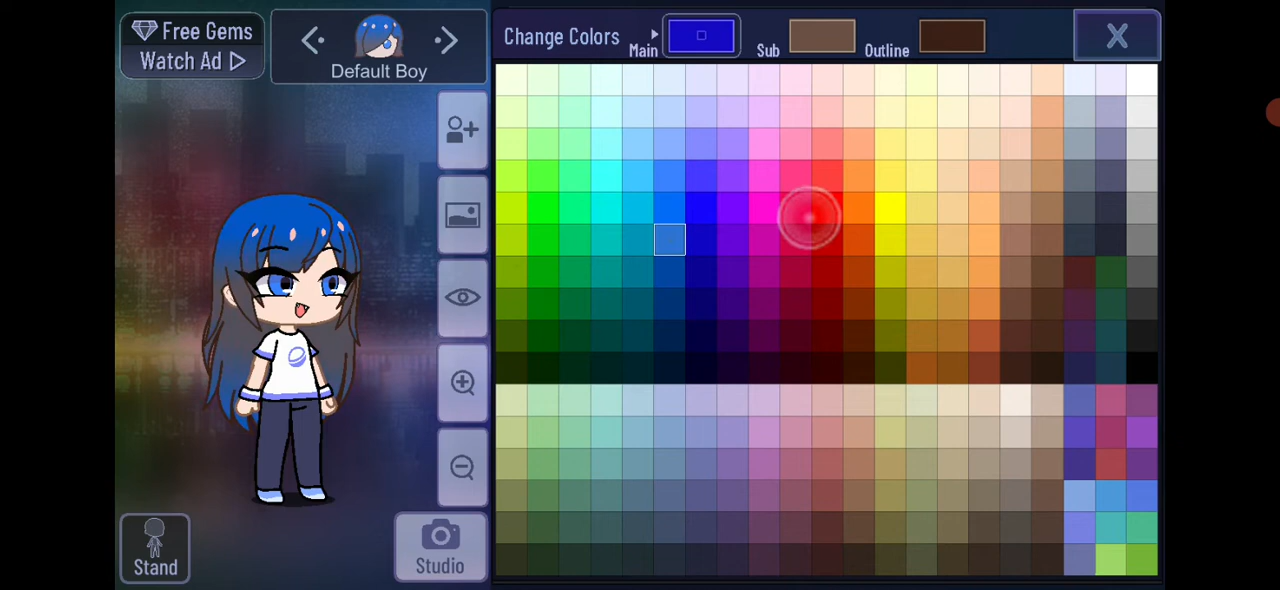 Free Gems
Watch Ad
Default Boy
Change Colors
Main
Sub
Outline
X
Stand
Studio